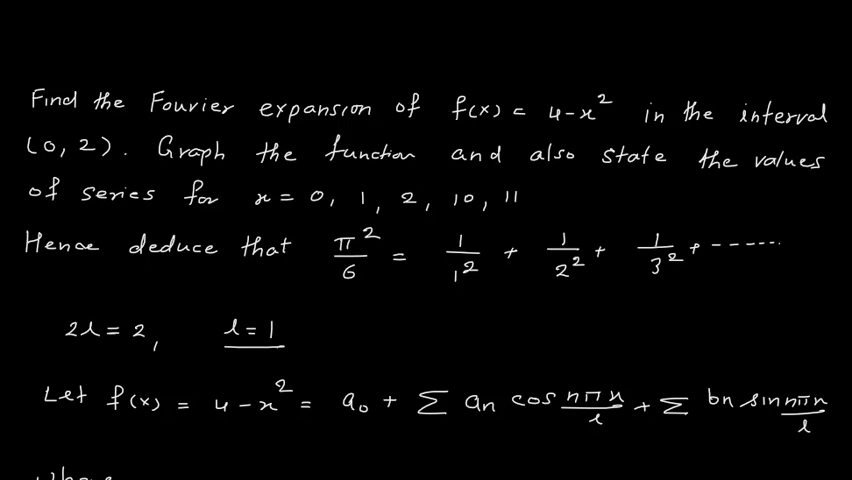 Find the Fourier expansion of f(x) = 4-x² in the interval
(0, 2). Graph the function and also state the values
of series for x = 0, 1, 2, 10, 11
Hence deduce that π²/6 = 1/1² + 1/2² + 1/3² + ------
2l = 2, l = 1
Let f(x) = 4-x² = a₀ + ∑ an cos nπx/l + ∑ bn sin nπx/l